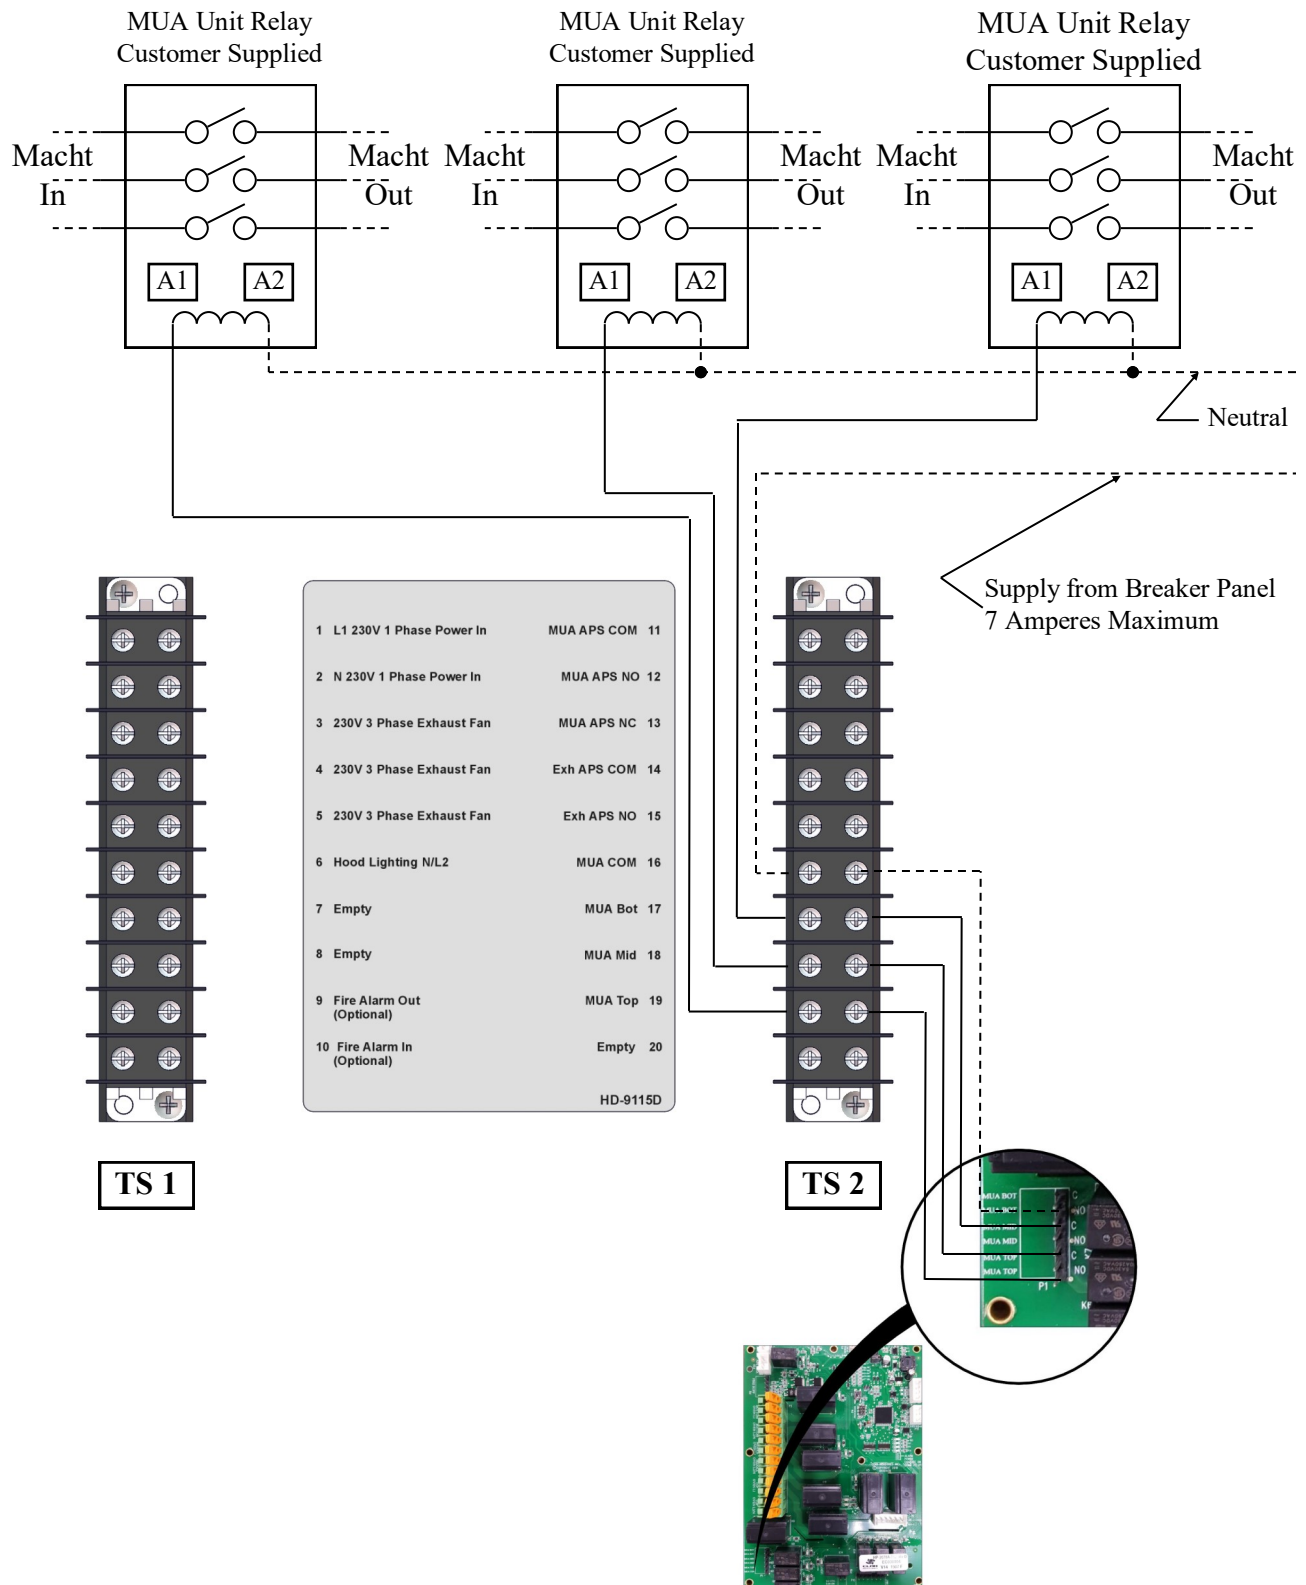 MUA Unit Relay
Customer Supplied
MUA Unit Relay
Customer Supplied
MUA Unit Relay
Customer Supplied
Macht
In
Macht
Out
Macht
In
Macht
Out
Macht
In
Macht
Out
A1
A2
A1
A2
A1
A2
Neutral
Supply from Breaker Panel
7 Amperes Maximum
1 L1 230V 1 Phase Power In
MUA APS COM 11
2 N 230V 1 Phase Power In
MUA APS NO 12
3 230V 3 Phase Exhaust Fan
MUA APS NC 13
4 230V 3 Phase Exhaust Fan
Exh APS COM 14
5 230V 3 Phase Exhaust Fan
Exh APS NO 15
6 Hood Lighting N/L2
MUA COM 16
7 Empty
MUA Bot 17
8 Empty
MUA Mid 18
9 Fire Alarm Out
(Optional)
MUA Top 19
10 Fire Alarm In
(Optional)
Empty 20
HD-9115D
TS 1
TS 2
MUA BOT
C
MUA BOT
NO
MUA MID
C
MUA MID
NO
MUA TOP
C
MUA TOP
NO
P1